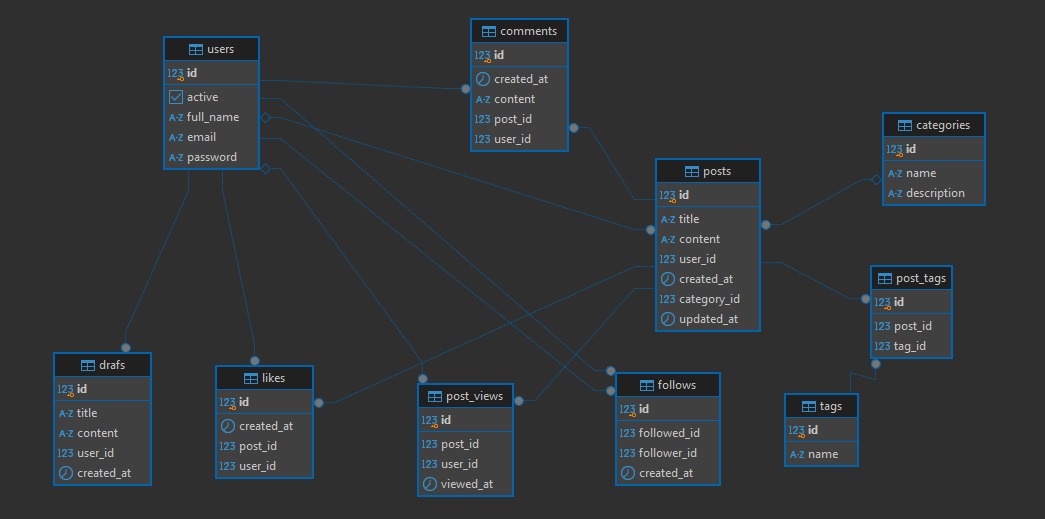 users
123 id
active
A-Z full_name
A-Z email
A-Z password
comments
123 id
created_at
A-Z content
123 post_id
123 user_id
categories
123 id
A-Z name
A-Z description
posts
123 id
A-Z title
A-Z content
123 user_id
created_at
123 category_id
updated_at
post_tags
123 id
123 post_id
123 tag_id
drafs
123 id
A-Z title
A-Z content
123 user_id
created_at
likes
123 id
created_at
123 post_id
123 user_id
post_views
123 id
123 post_id
123 user_id
viewed_at
follows
123 id
123 followed_id
123 follower_id
created_at
tags
123 id
A-Z name